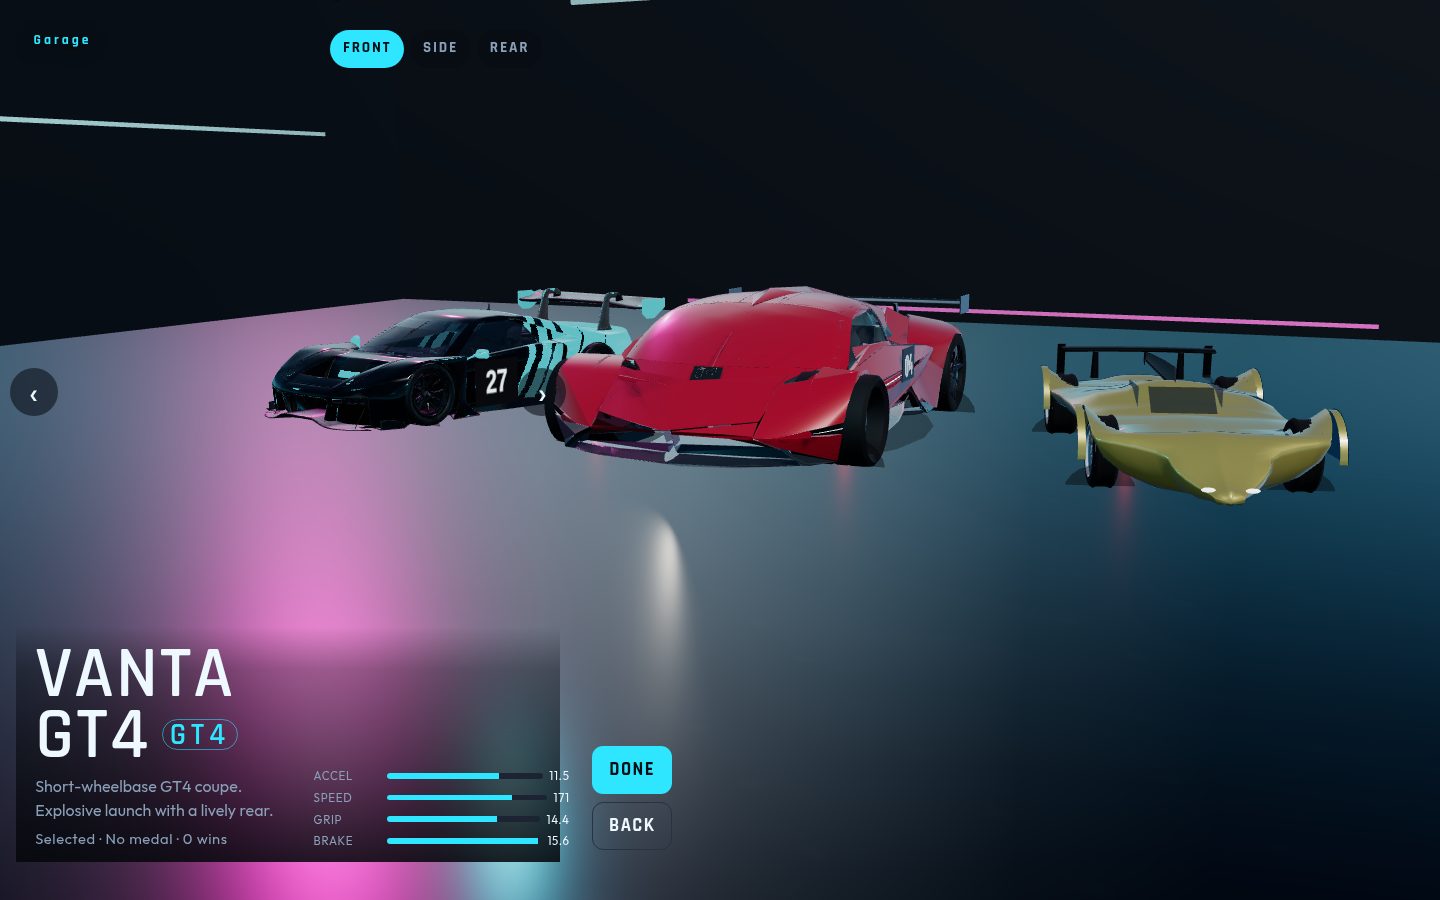 Garage
FRONT SIDE REAR
27
04
‹ ›
VANTA
GT4 GT4
Short-wheelbase GT4 coupe.
Explosive launch with a lively rear.
Selected · No medal · 0 wins
ACCEL 11.5
SPEED 171
GRIP 14.4
BRAKE 15.6
DONE
BACK